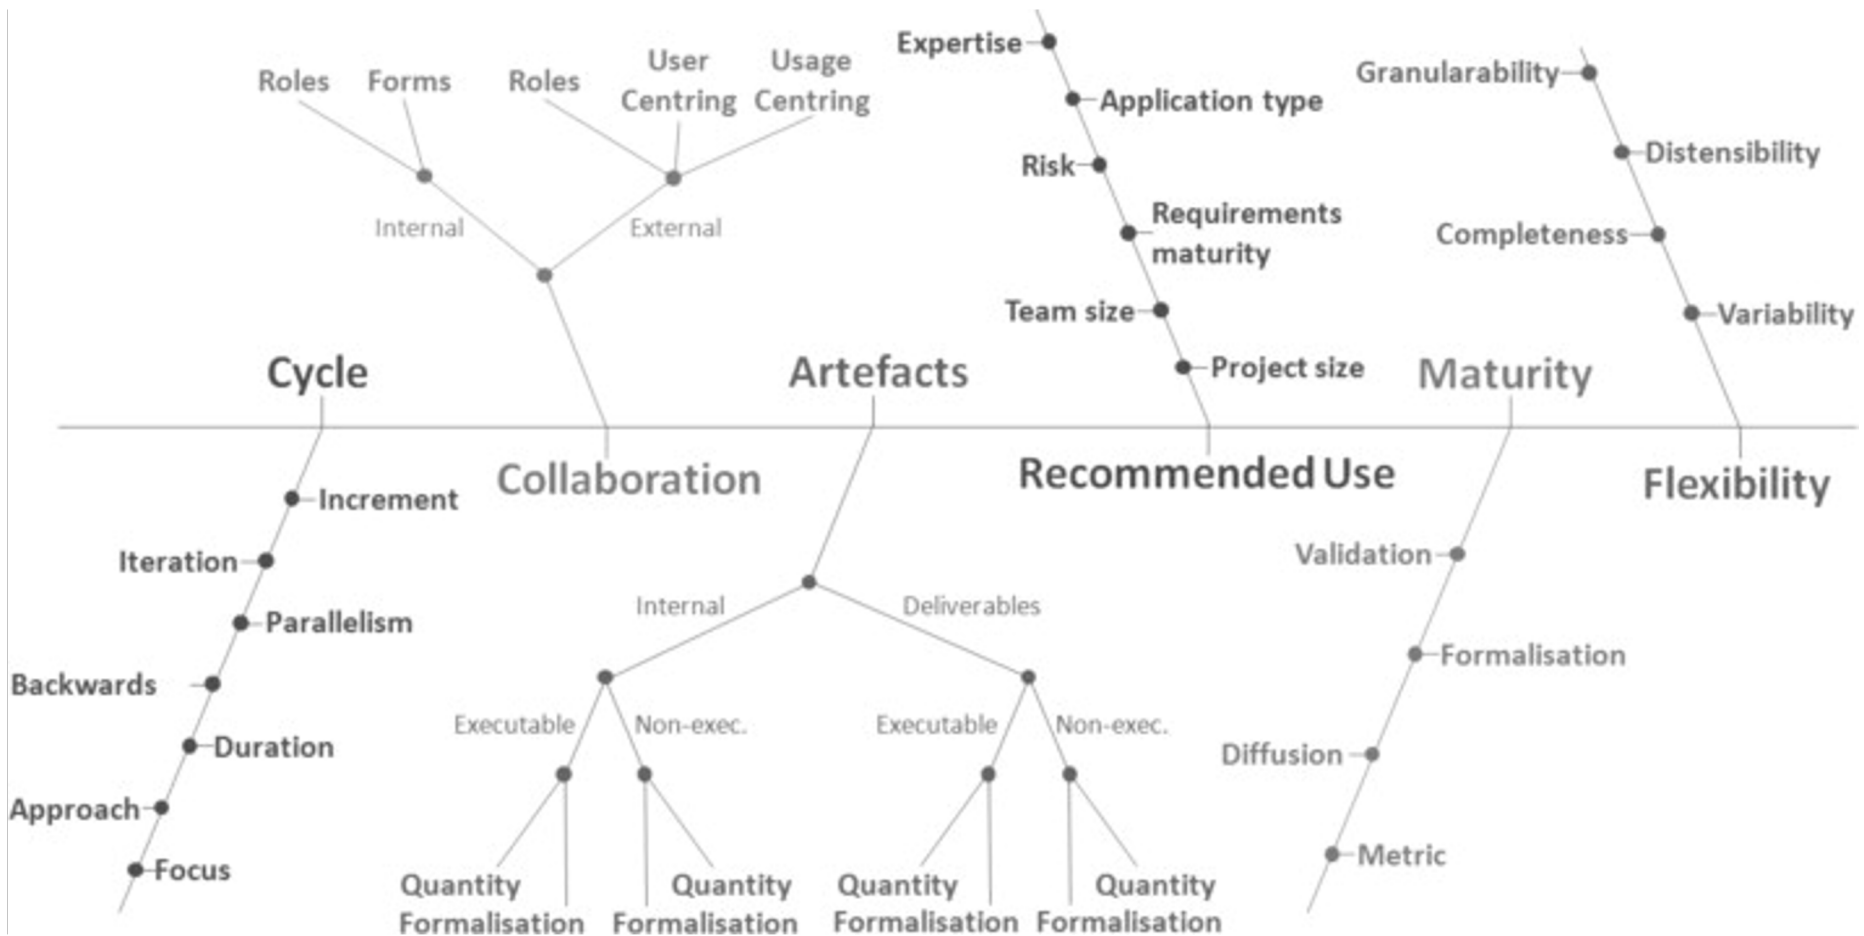 Expertise
User
Usage
Roles
Forms
Roles
Centring
Centring
Granularability
Application type
Distensibility
Risk
Requirements
maturity
Internal
External
Completeness
Team size
Variability
Project size
Cycle
Artefacts
Maturity
Collaboration
Recommended Use
Flexibility
Increment
Iteration
Validation
Parallelism
Internal
Deliverables
Formalisation
Backwards
Executable
Non-exec.
Executable
Non-exec.
Duration
Diffusion
Approach
Focus
Metric
Quantity
Quantity
Quantity
Quantity
Formalisation
Formalisation
Formalisation
Formalisation